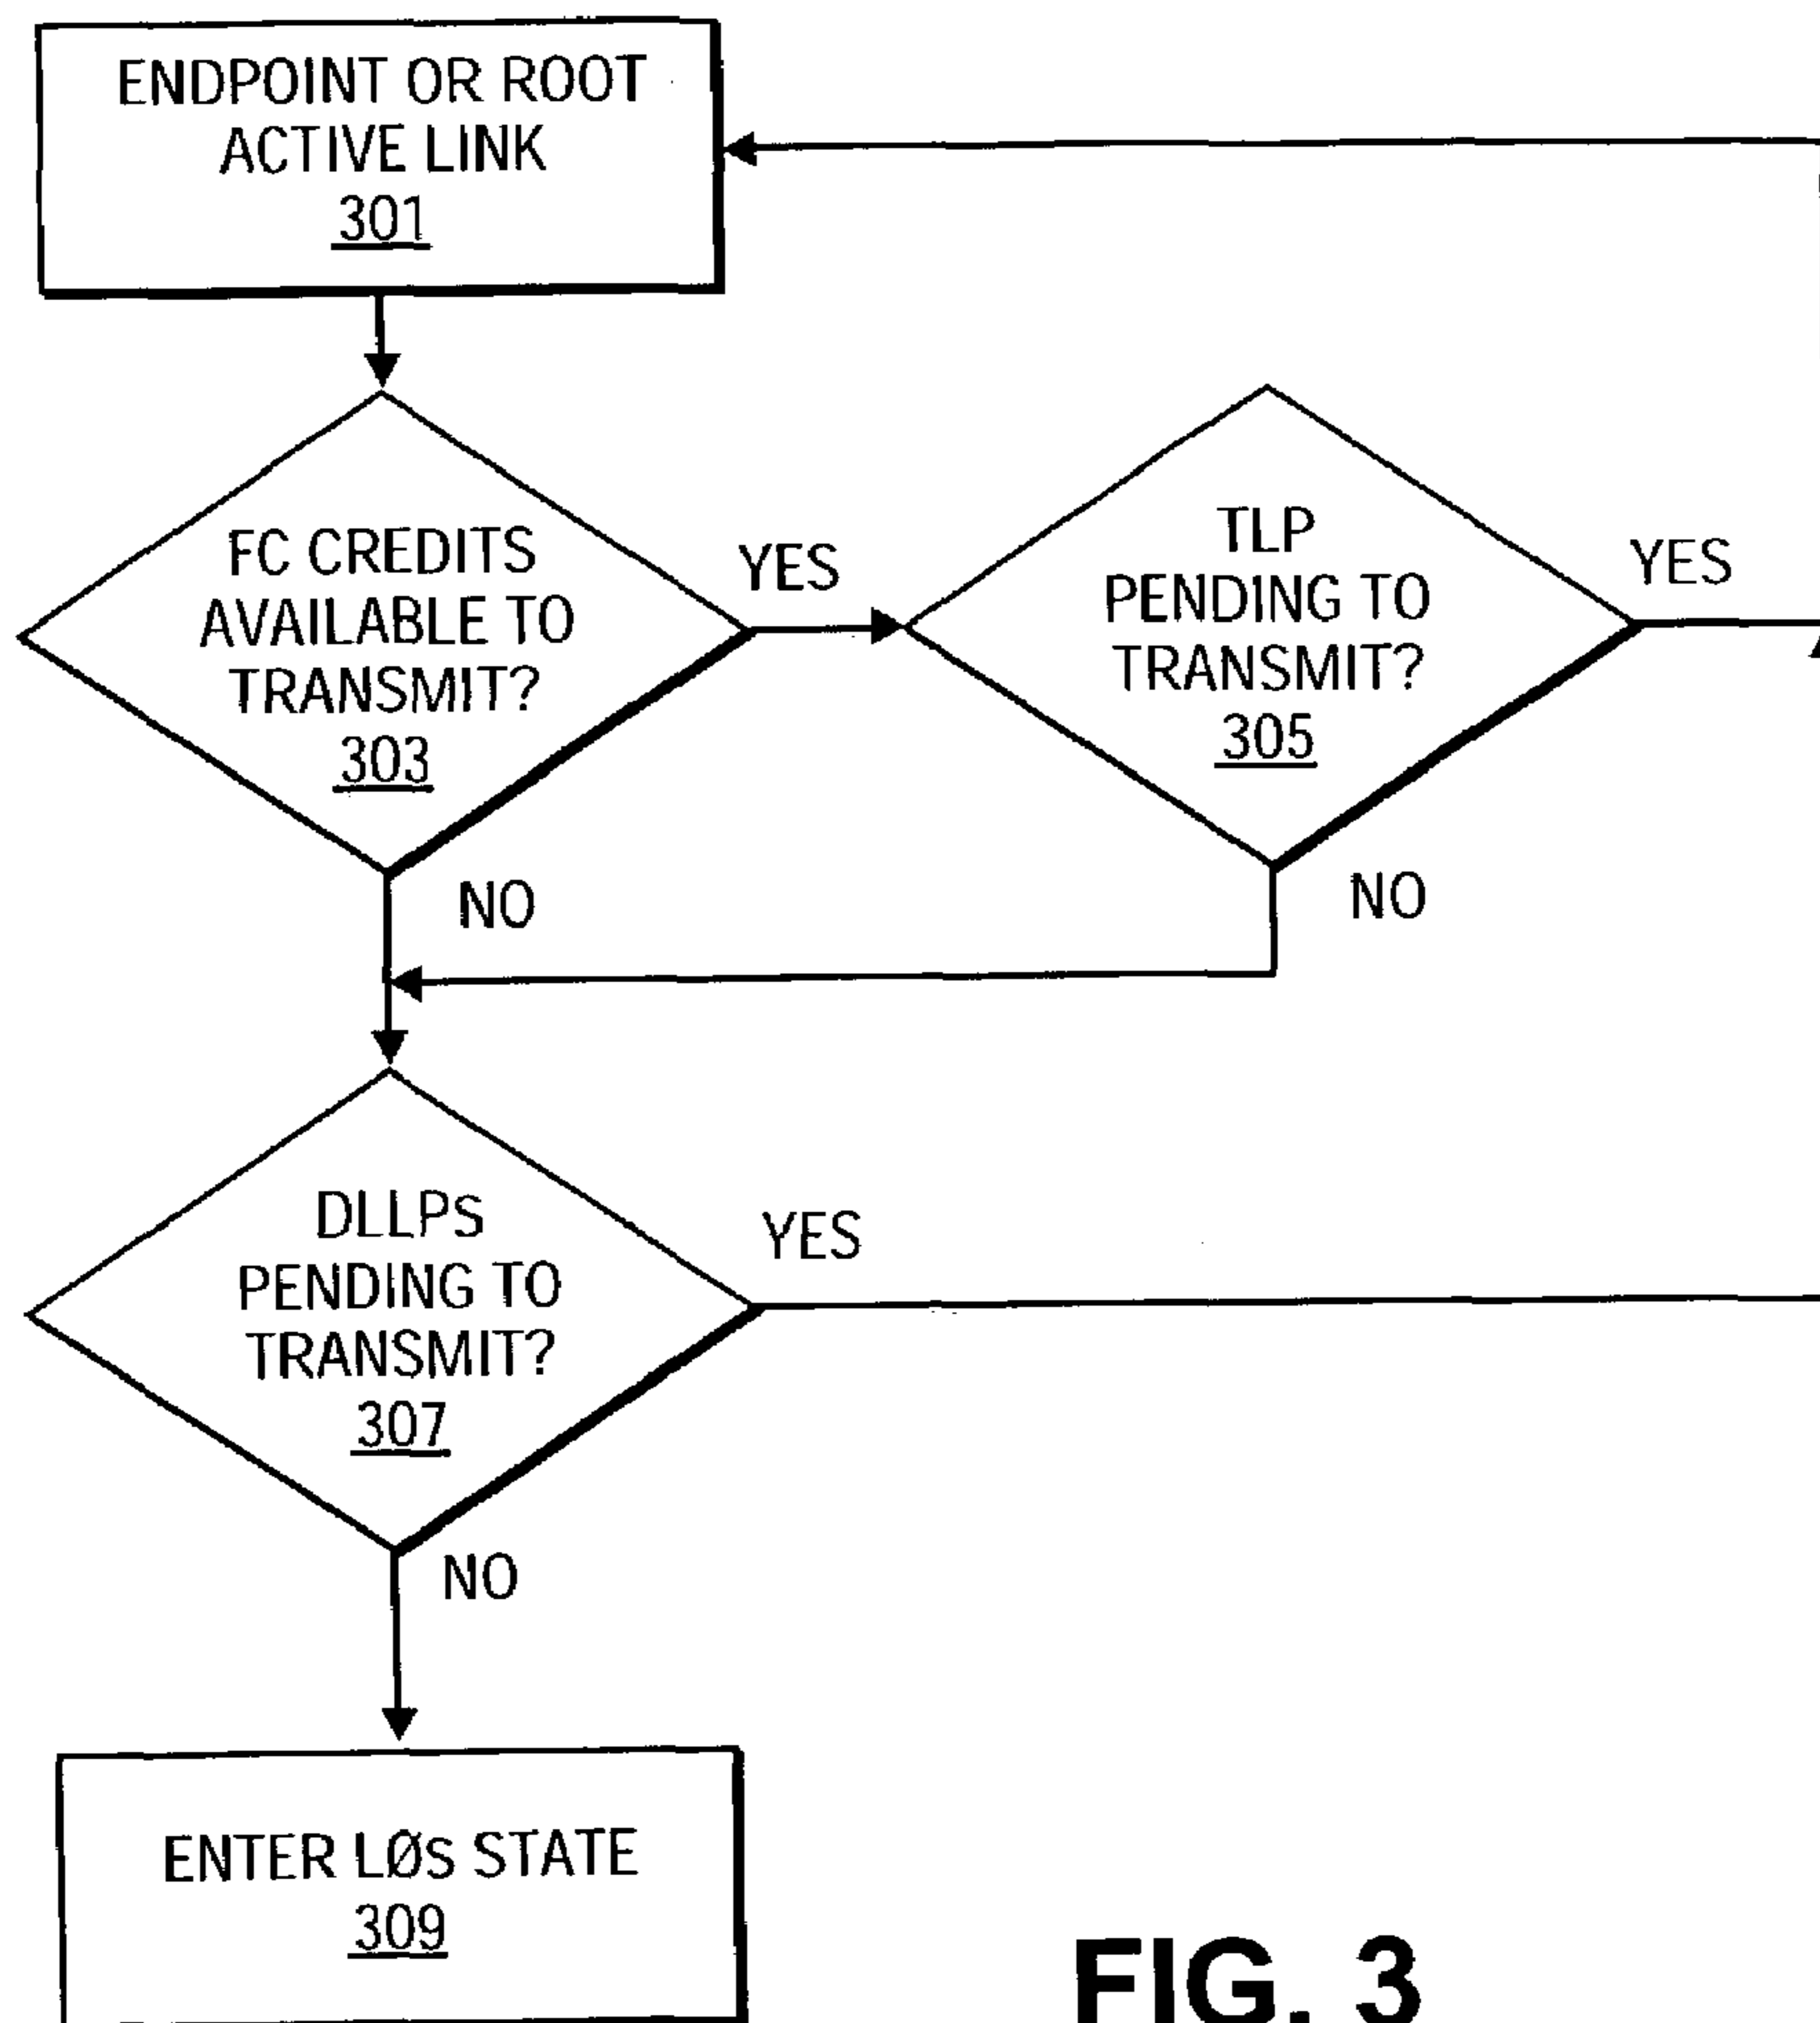 ENDPOINT OR ROOT
ACTIVE LINK
301
FC CREDITS
AVAILABLE TO
TRANSMIT?
303
YES
TLP
PENDING TO
TRANSMIT?
305
YES
NO
NO
DLLPS
PENDING TO
TRANSMIT?
307
YES
NO
ENTER LØs STATE
309
FIG. 3